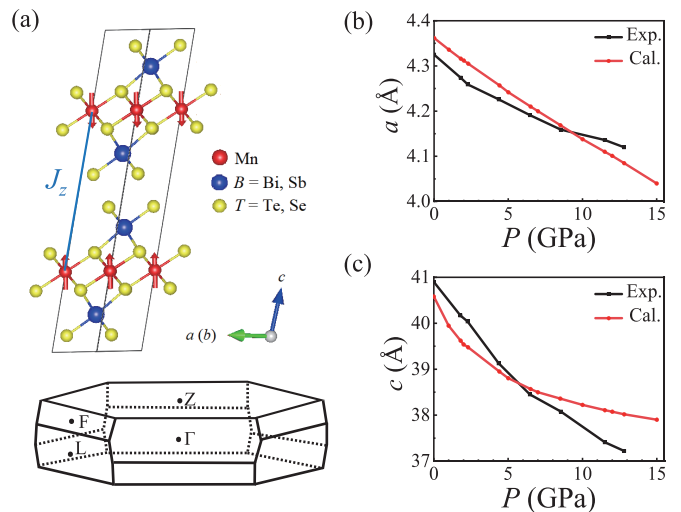 (a)
J_z
Mn
B = Bi, Sb
T = Te, Se
c
a (b)
Z
F
Γ
L
(b)
4.4
4.3
4.2
4.1
4.0
a (Å)
Exp.
Cal.
0
5
10
15
P (GPa)
(c)
41
40
39
38
37
c (Å)
Exp.
Cal.
0
5
10
15
P (GPa)